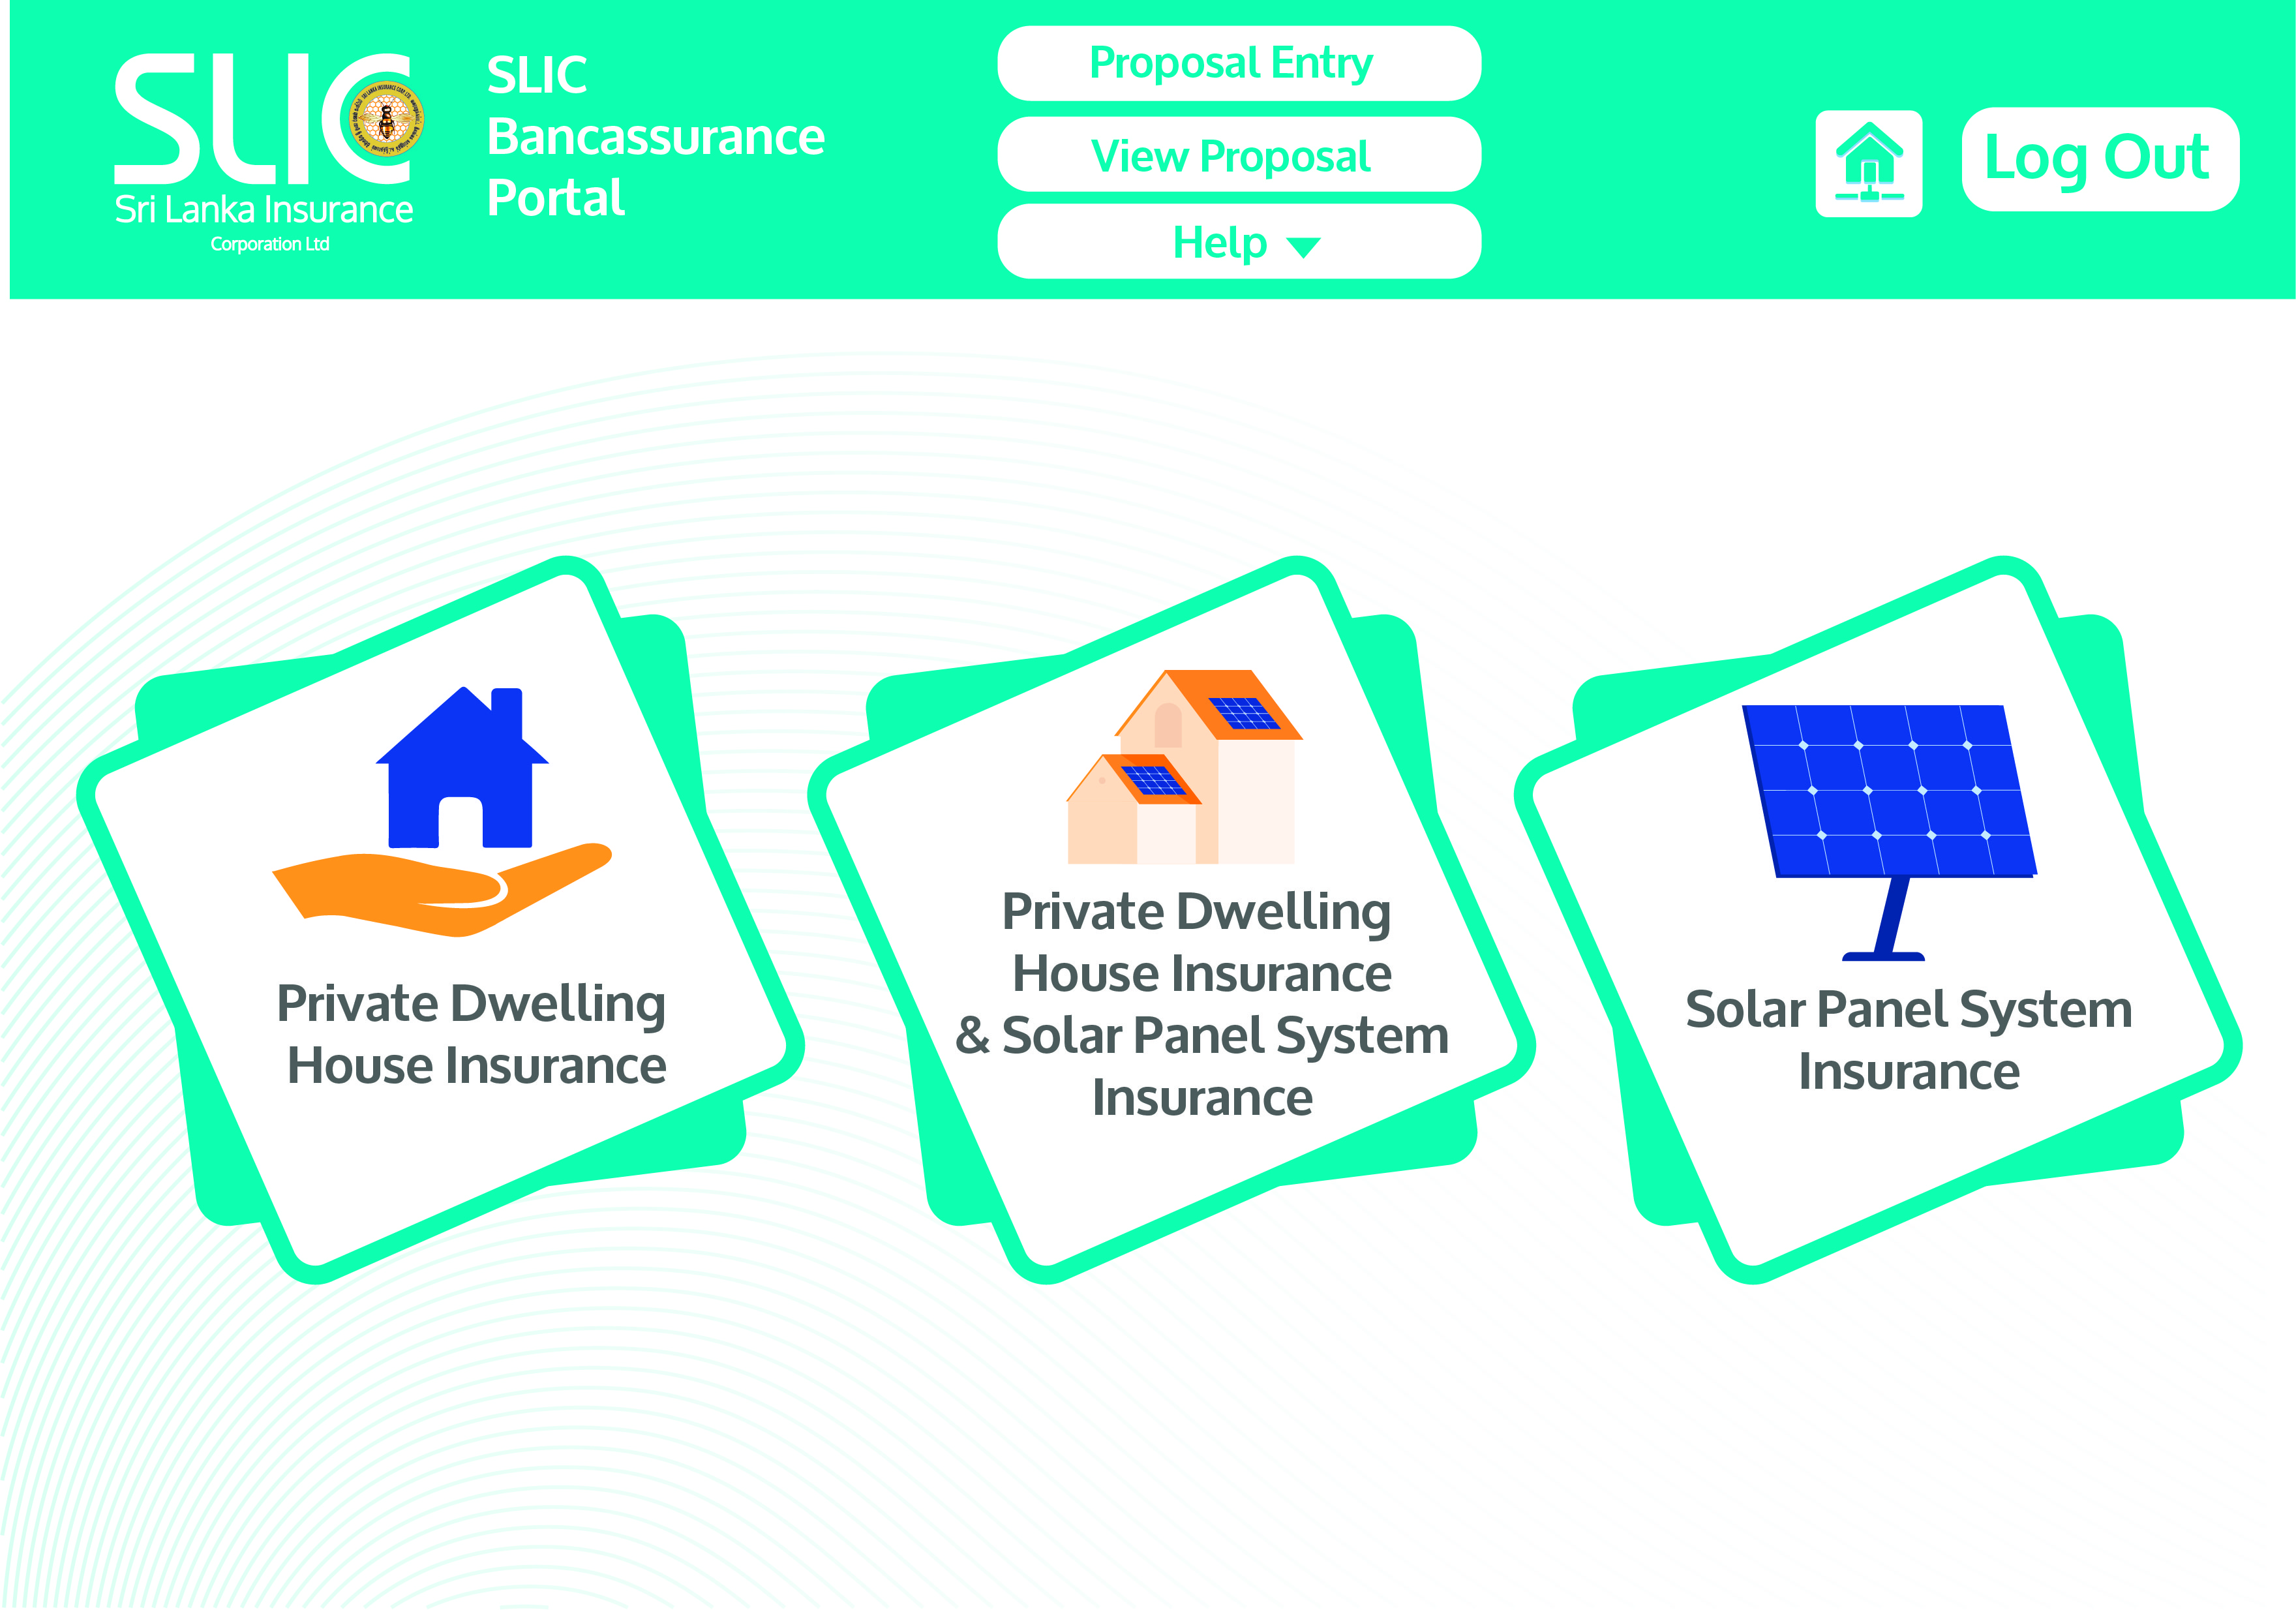 SLIC
Sri Lanka Insurance
Corporation Ltd
SLIC
Bancassurance
Portal
Proposal Entry
View Proposal
Help
Log Out
Private Dwelling
House Insurance
Private Dwelling
House Insurance
& Solar Panel System
Insurance
Solar Panel System
Insurance